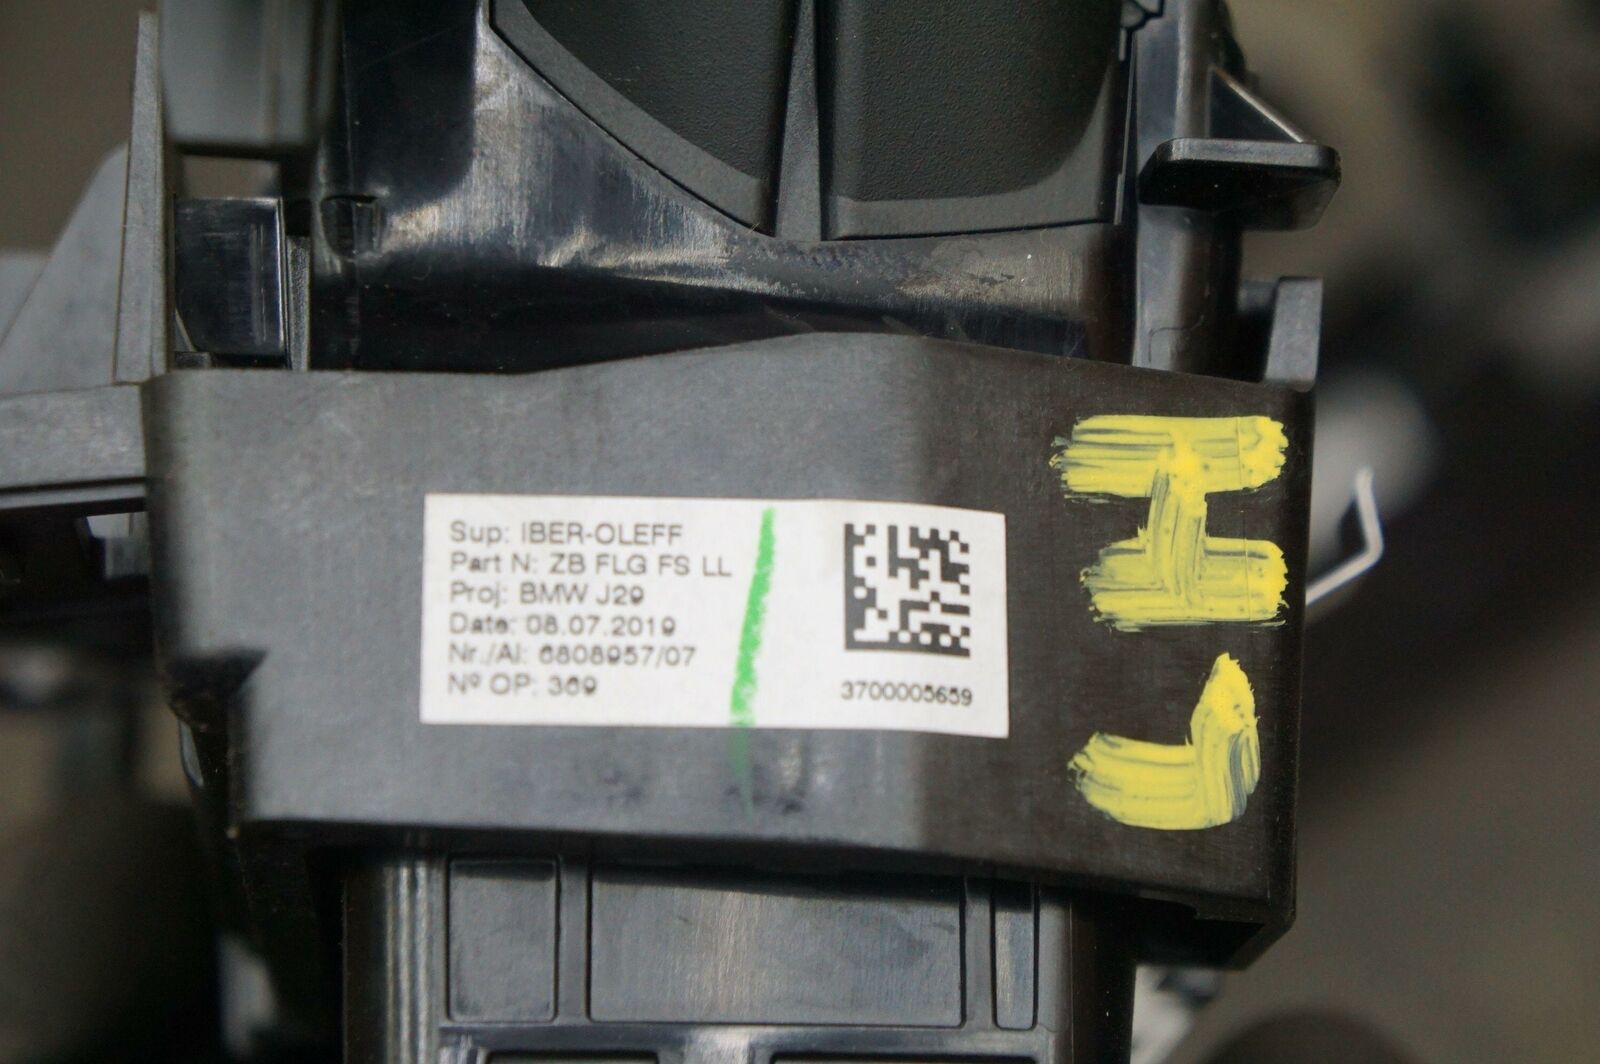 Sup: IBER-OLEFF
Part N: ZB FLG FS LL
Proj: BMW J29
Date: 08.07.2019
Nr./AI: 6808957/07
Nº OP: 369
3700005659
H L